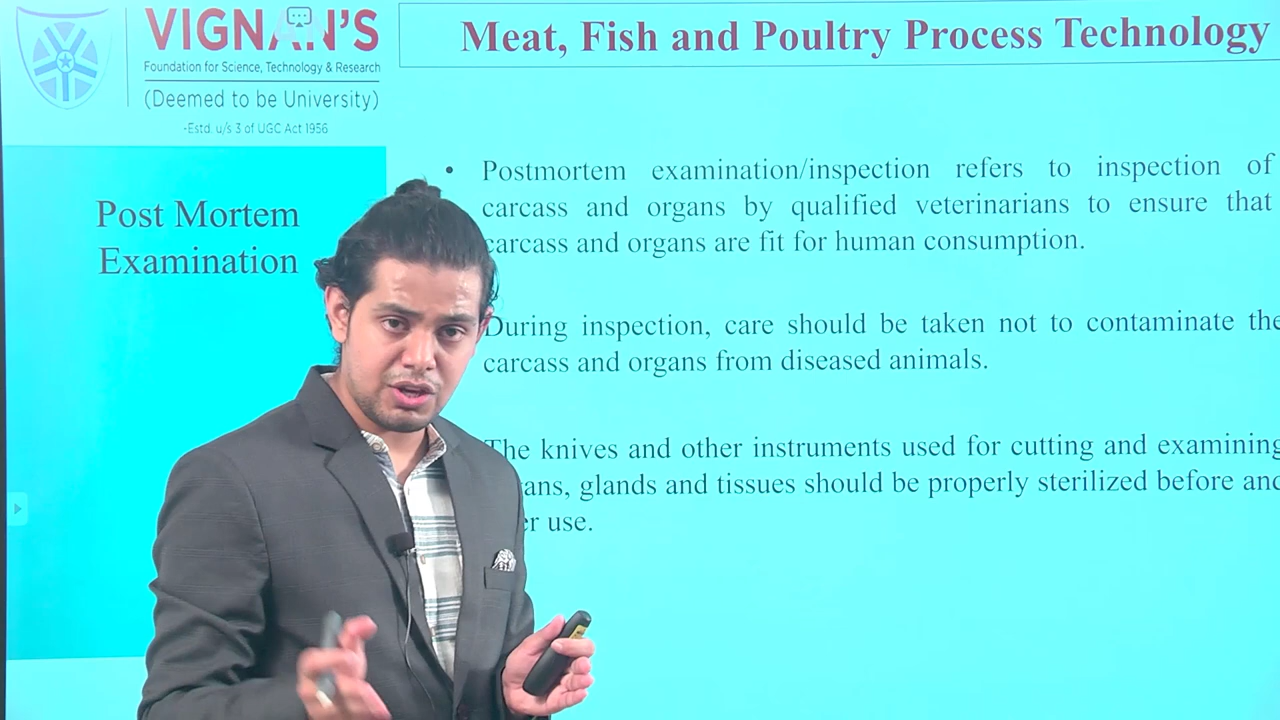 VIGNAN'S
Foundation for Science, Technology & Research
(Deemed to be University)
-Estd. u/s 3 of UGC Act 1956
Meat, Fish and Poultry Process Technology
Post Mortem
Examination
• Postmortem examination/inspection refers to inspection of
carcass and organs by qualified veterinarians to ensure that
carcass and organs are fit for human consumption.
During inspection, care should be taken not to contaminate the
carcass and organs from diseased animals.
The knives and other instruments used for cutting and examining
glands and tissues should be properly sterilized before and
use.